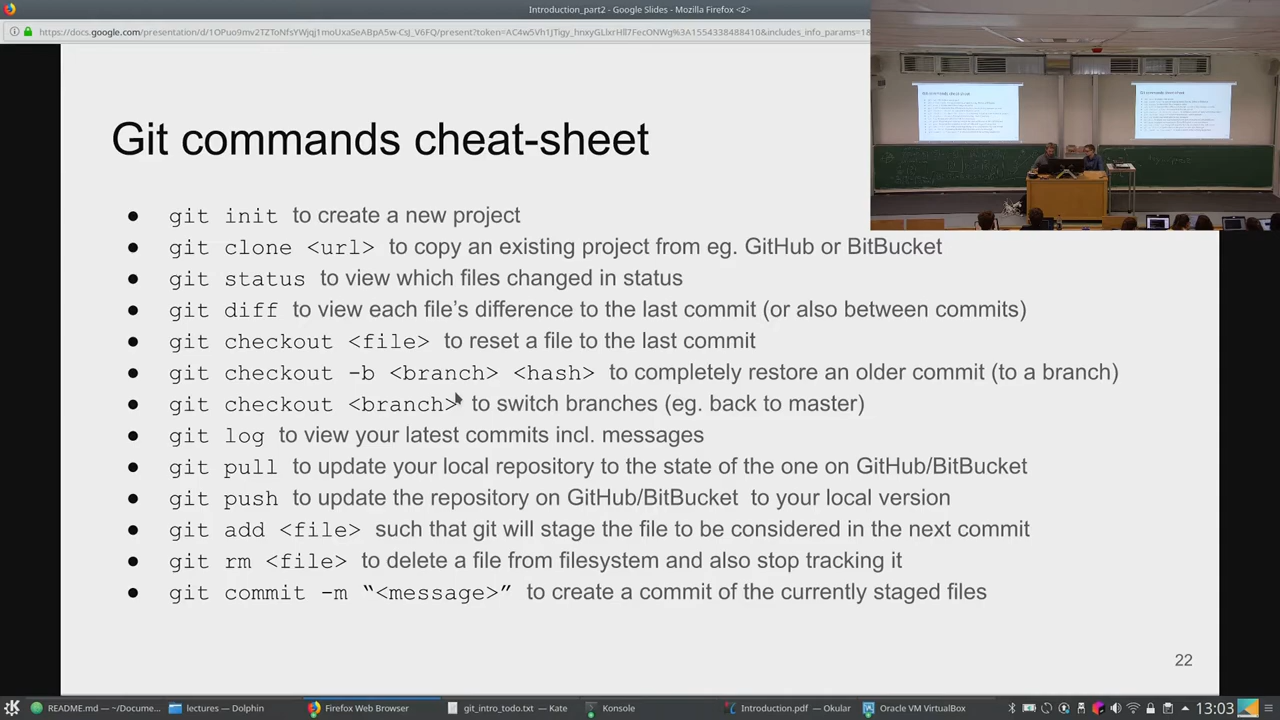 Introduction_part2 - Google Slides - Mozilla Firefox <2>
Git commands cheat-sheet
● git init to create a new project
● git clone <url> to copy an existing project from eg. GitHub or BitBucket
● git status to view which files changed in status
● git diff to view each file’s difference to the last commit (or also between commits)
● git checkout <file> to reset a file to the last commit
● git checkout -b <branch> <hash> to completely restore an older commit (to a branch)
● git checkout <branch> to switch branches (eg. back to master)
● git log to view your latest commits incl. messages
● git pull to update your local repository to the state of the one on GitHub/BitBucket
● git push to update the repository on GitHub/BitBucket to your local version
● git add <file> such that git will stage the file to be considered in the next commit
● git rm <file> to delete a file from filesystem and also stop tracking it
● git commit -m “<message>” to create a commit of the currently staged files
22
README.md — ~/Docume... lectures — Dolphin Firefox Web Browser git_intro_todo.txt — Kate Konsole Introduction.pdf — Okular Oracle VM VirtualBox 13:03